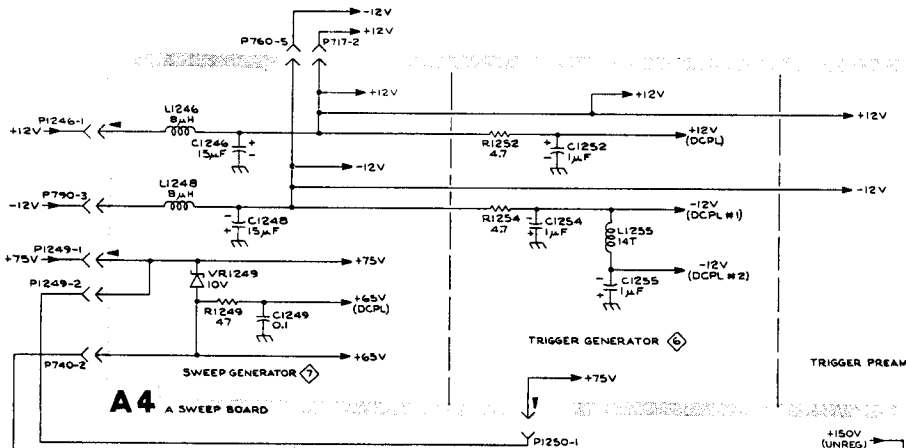 -12V
+12V
P760-5
P717-2
+12V
+12V
L1246
8µH
P1246-1
+12V
+12V
C1246
15µF
R1252
4.7
C1252
1µF
+12V
(DCPL)
-12V
P790-3
L1248
8µH
-12V
-12V
C1248
15µF
R1254
4.7
C1254
1µF
-12V
(DCPL #1)
L1255
14T
P1249-1
+75V
+75V
P1249-2
VR1249
10V
-12V
(DCPL #2)
C1255
1µF
R1249
47
C1249
0.1
+65V
(DCPL)
P740-2
+65V
SWEEP GENERATOR 7
TRIGGER GENERATOR 6
TRIGGER PREAM
A4 A SWEEP BOARD
+75V
P1250-1
+150V
(UNREG)